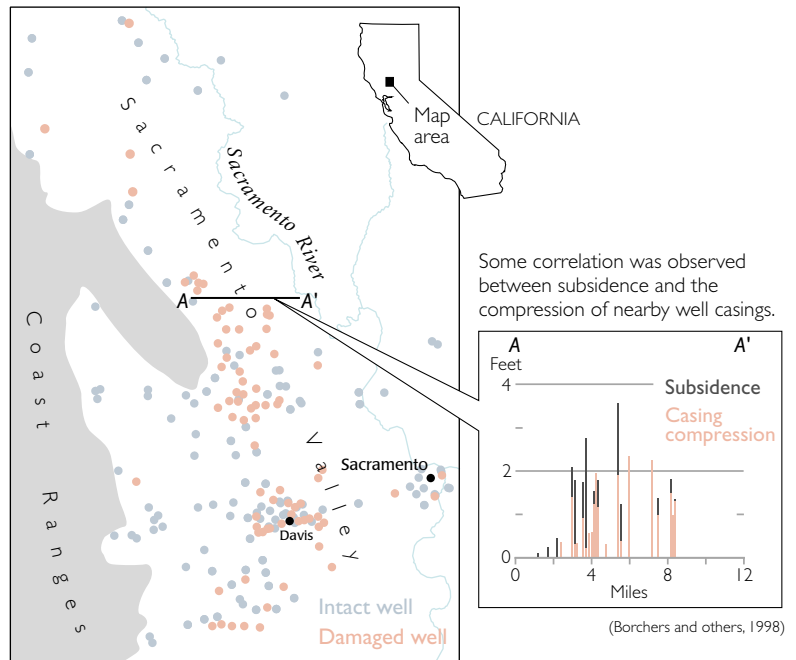 Sacramento
Valley
Sacramento River
Coast Ranges
A
A'
Sacramento
Davis
Intact well
Damaged well
Map
area
CALIFORNIA
Some correlation was observed
between subsidence and the
compression of nearby well casings.
A
A'
Feet
4
2
0
Subsidence
Casing
compression
0
4
8
12
Miles
(Borchers and others, 1998)